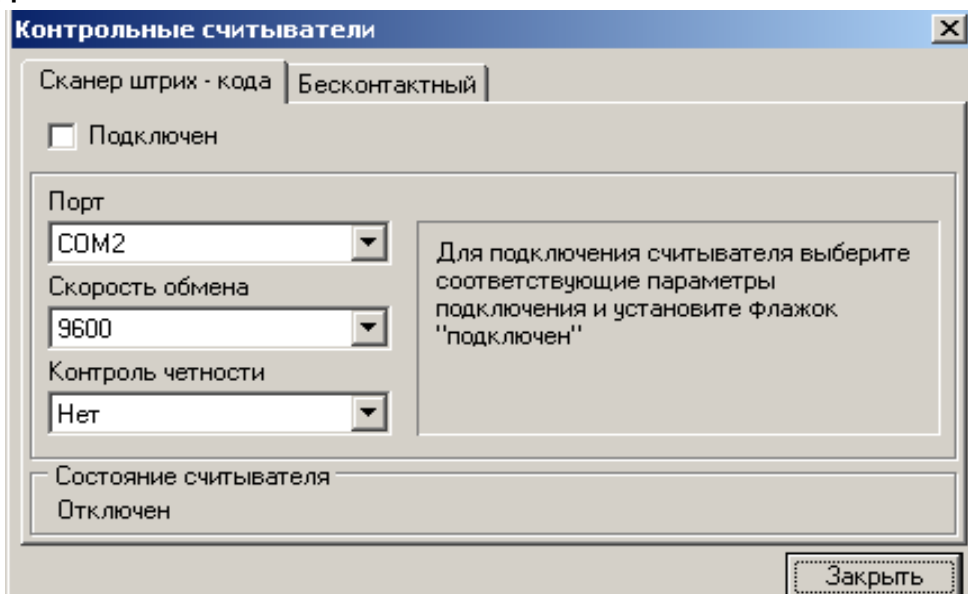 Контрольные считыватели
Сканер штрих - кода
Бесконтактный
Подключен
Порт
COM2
Скорость обмена
9600
Контроль четности
Нет
Для подключения считывателя выберите
соответствующие параметры
подключения и установите флажок
"подключен"
Состояние считывателя
Отключен
Закрыть